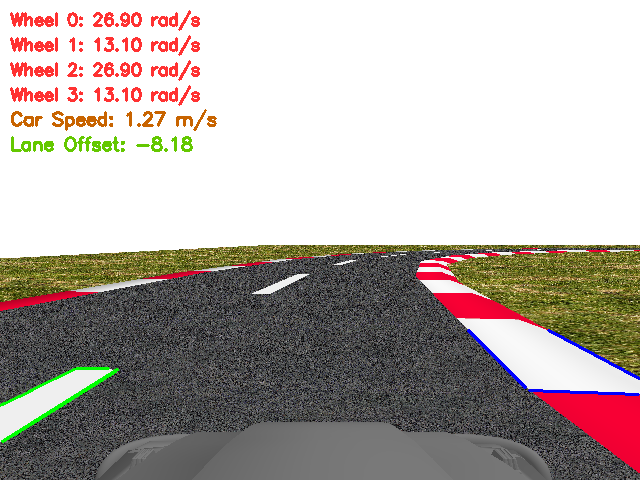 Wheel 0: 26.90 rad/s
Wheel 1: 13.10 rad/s
Wheel 2: 26.90 rad/s
Wheel 3: 13.10 rad/s
Car Speed: 1.27 m/s
Lane Offset: -8.18